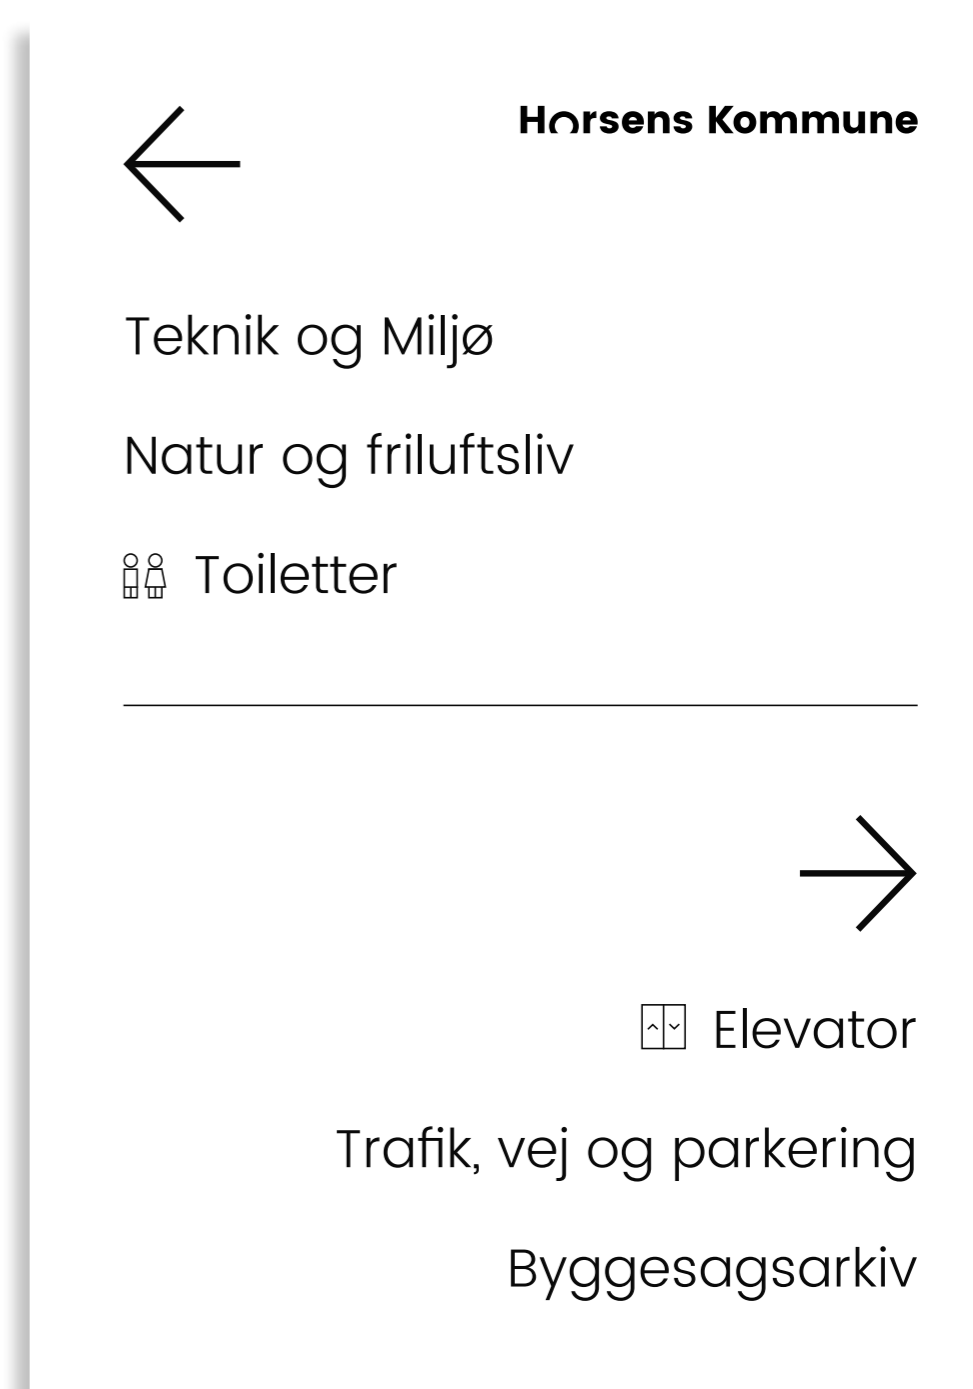 Horsens Kommune
Teknik og Miljø
Natur og friluftsliv
Toiletter
Elevator
Trafik, vej og parkering
Byggesagsarkiv